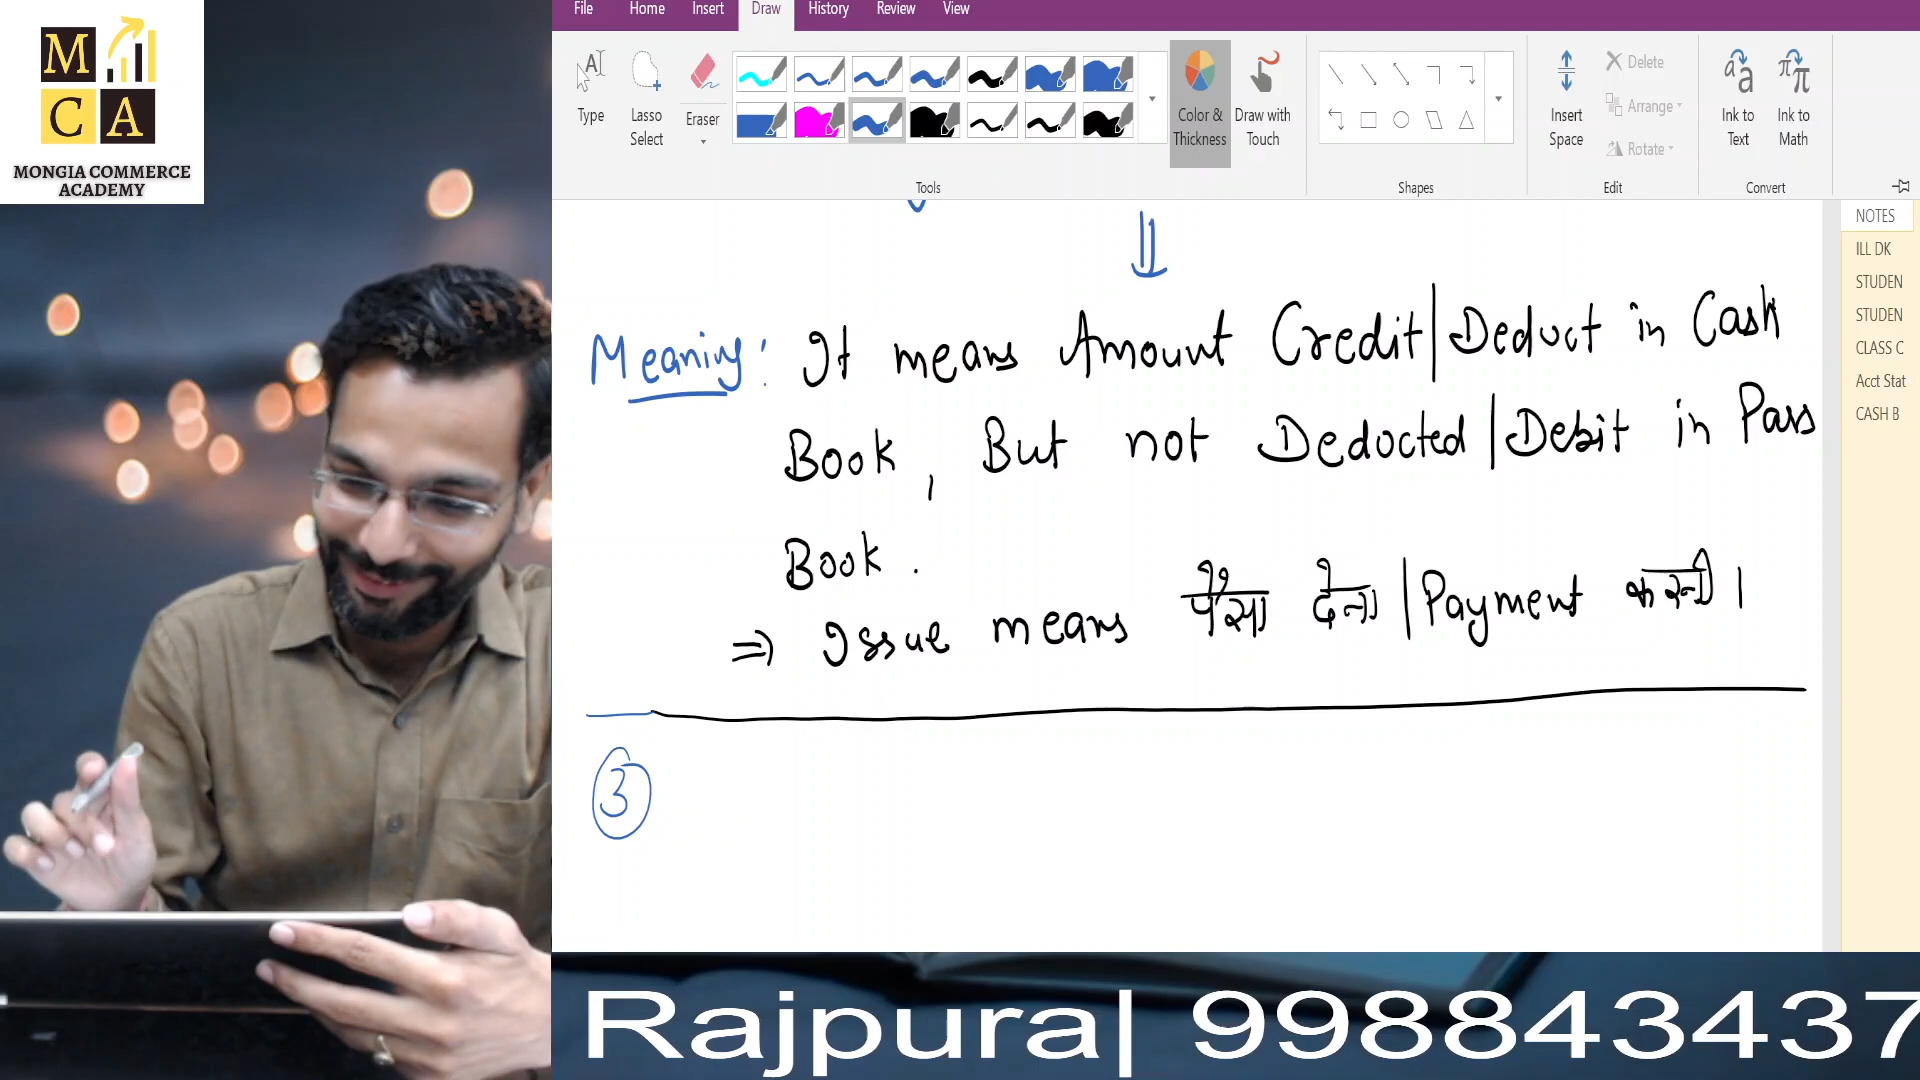 M
C A
MONGIA COMMERCE
ACADEMY
File Home Insert Draw History Review View
Type
Lasso
Select
Eraser
Color &
Thickness
Draw with
Touch
Insert
Space
Delete
Arrange
Rotate
Ink to
Text
Ink to
Math
Tools Shapes Edit Convert
NOTES
ILL DK
STUDEN
STUDEN
CLASS C
Acct Stat
CASH B
Meaning: It means Amount Credit|Deduct in Cash
Book, But not Deducted|Debit in Pass
Book.
⇒ Issue means पैसा देना|Payment करनी।
3
Rajpura| 998843437